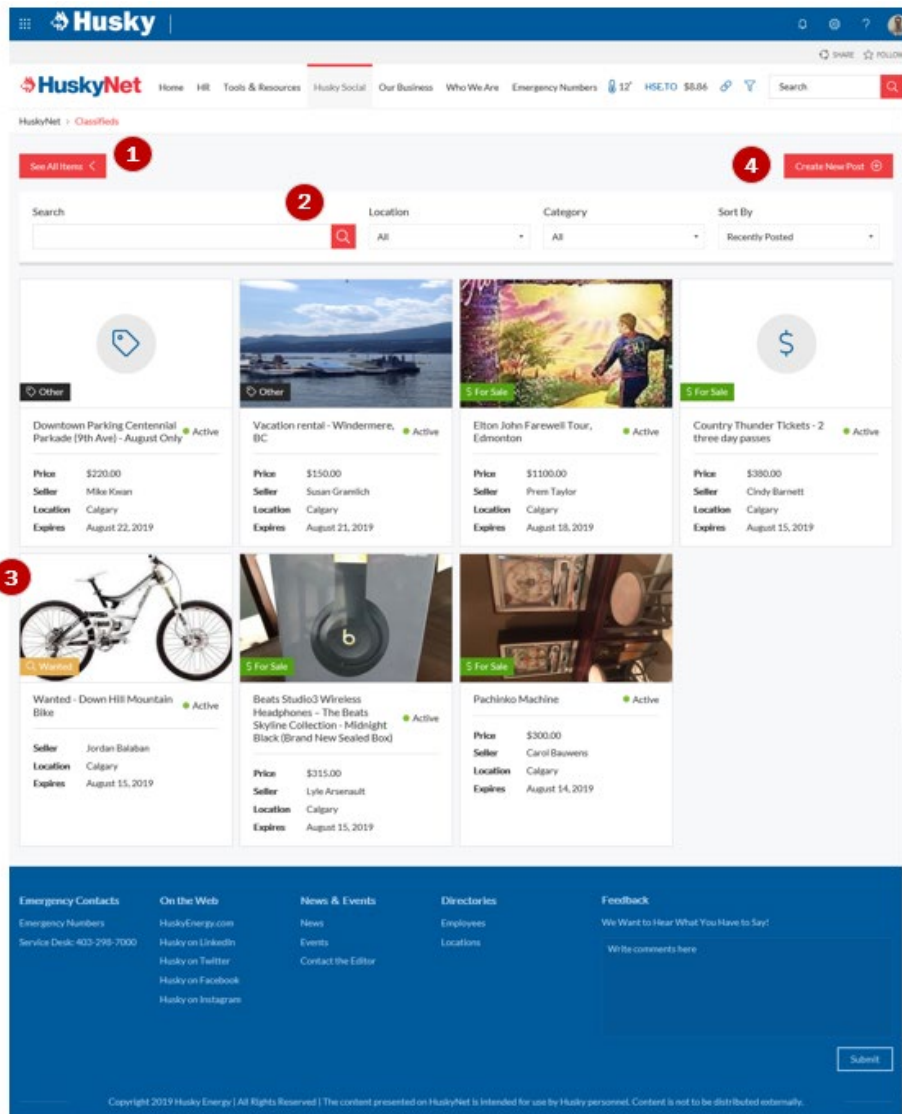 Husky
?
SHARE FOLLOW
HuskyNet Home HR Tools & Resources Husky Social Our Business Who We Are Emergency Numbers 12° HSE.TO $8.86 Search
HuskyNet > Classifieds
1
See All Items
4
Create New Post
2
Search Location Category Sort By
All All Recently Posted
Other
Other
$ For Sale
$
$ For Sale
Downtown Parking Centennial
Parkade (9th Ave) - August Only
Active
Price $220.00
Seller Mike Kwan
Location Calgary
Expires August 22, 2019
Vacation rental - Windermere,
BC
Active
Price $150.00
Seller Susan Gramlich
Location Calgary
Expires August 21, 2019
Elton John Farewell Tour,
Edmonton
Active
Price $1100.00
Seller Prem Taylor
Location Calgary
Expires August 18, 2019
Country Thunder Tickets - 2
three day passes
Active
Price $380.00
Seller Cindy Barnett
Location Calgary
Expires August 15, 2019
3
Wanted
b
$ For Sale
$ For Sale
Wanted - Down Hill Mountain
Bike
Active
Seller Jordan Balaban
Location Calgary
Expires August 15, 2019
Beats Studio3 Wireless
Headphones – The Beats
Skyline Collection - Midnight
Black (Brand New Sealed Box)
Active
Price $315.00
Seller Lyle Arsenault
Location Calgary
Expires August 15, 2019
Pachinko Machine
Active
Price $300.00
Seller Carol Bauwens
Location Calgary
Expires August 14, 2019
Emergency Contacts
Emergency Numbers
Service Desk: 403-298-7000
On the Web
HuskyEnergy.com
Husky on LinkedIn
Husky on Twitter
Husky on Facebook
Husky on Instagram
News & Events
News
Events
Contact the Editor
Directories
Employees
Locations
Feedback
We Want to Hear What You Have to Say!
Write comments here
Submit
Copyright 2019 Husky Energy | All Rights Reserved | The content presented on HuskyNet is intended for use by Husky personnel. Content is not to be distributed externally.